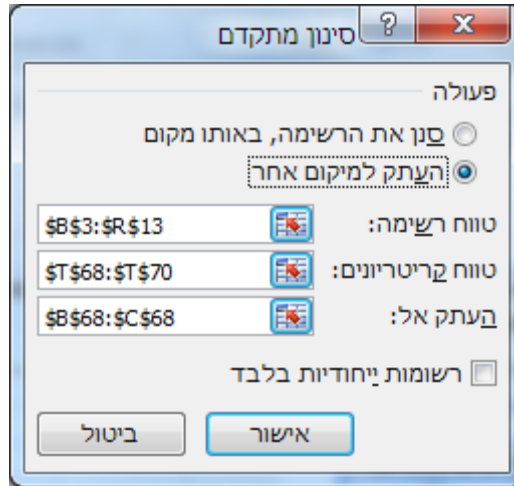 סינון מתקדם
פעולה
סנן את הרשימה, באותו מקום
העתק למיקום אחר
טווח רשימה: $B$3:$R$13
טווח קריטריונים: $T$68:$T$70
העתק אל: $B$68:$C$68
רשומות ייחודיות בלבד
אישור ביטול